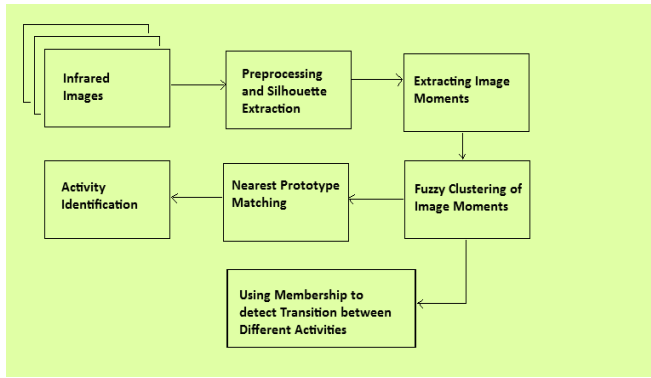 Infrared
Images
Preprocessing
and Silhouette
Extraction
Extracting Image
Moments
Fuzzy Clustering of
Image Moments
Nearest Prototype
Matching
Activity
Identification
Using Membership to
detect Transition between
Different Activities